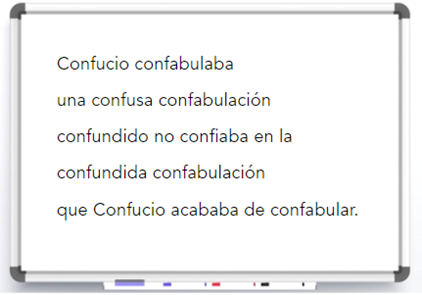 Confucio confabulaba
una confusa confabulación
confundido no confiaba en la
confundida confabulación
que Confucio acababa de confabular.